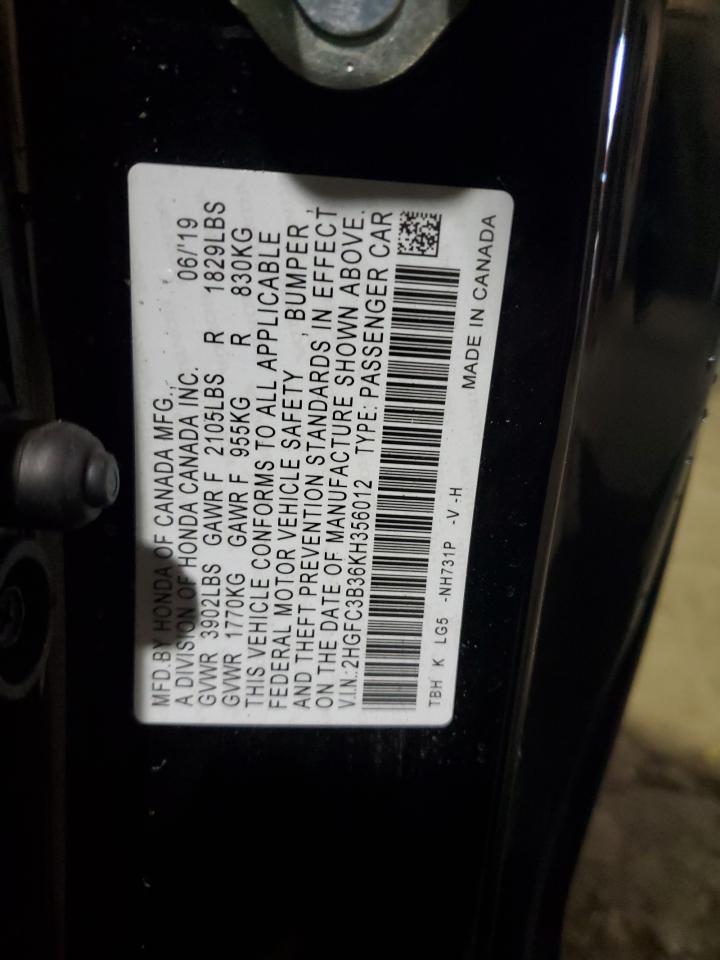 MFD.BY HONDA OF CANADA MFG.,
A DIVISION OF HONDA CANADA INC. 06/'19
GVWR 3902LBS GAWR F 2105LBS R 1829LBS
GVWR 1770KG GAWR F 955KG R 830KG
THIS VEHICLE CONFORMS TO ALL APPLICABLE
FEDERAL MOTOR VEHICLE SAFETY , BUMPER ,
AND THEFT PREVENTION STANDARDS IN EFFECT
ON THE DATE OF MANUFACTURE SHOWN ABOVE.
V.I.N.:2HGFC3B36KH356012 TYPE: PASSENGER CAR
TBH K LG5 -NH731P -V -H
MADE IN CANADA